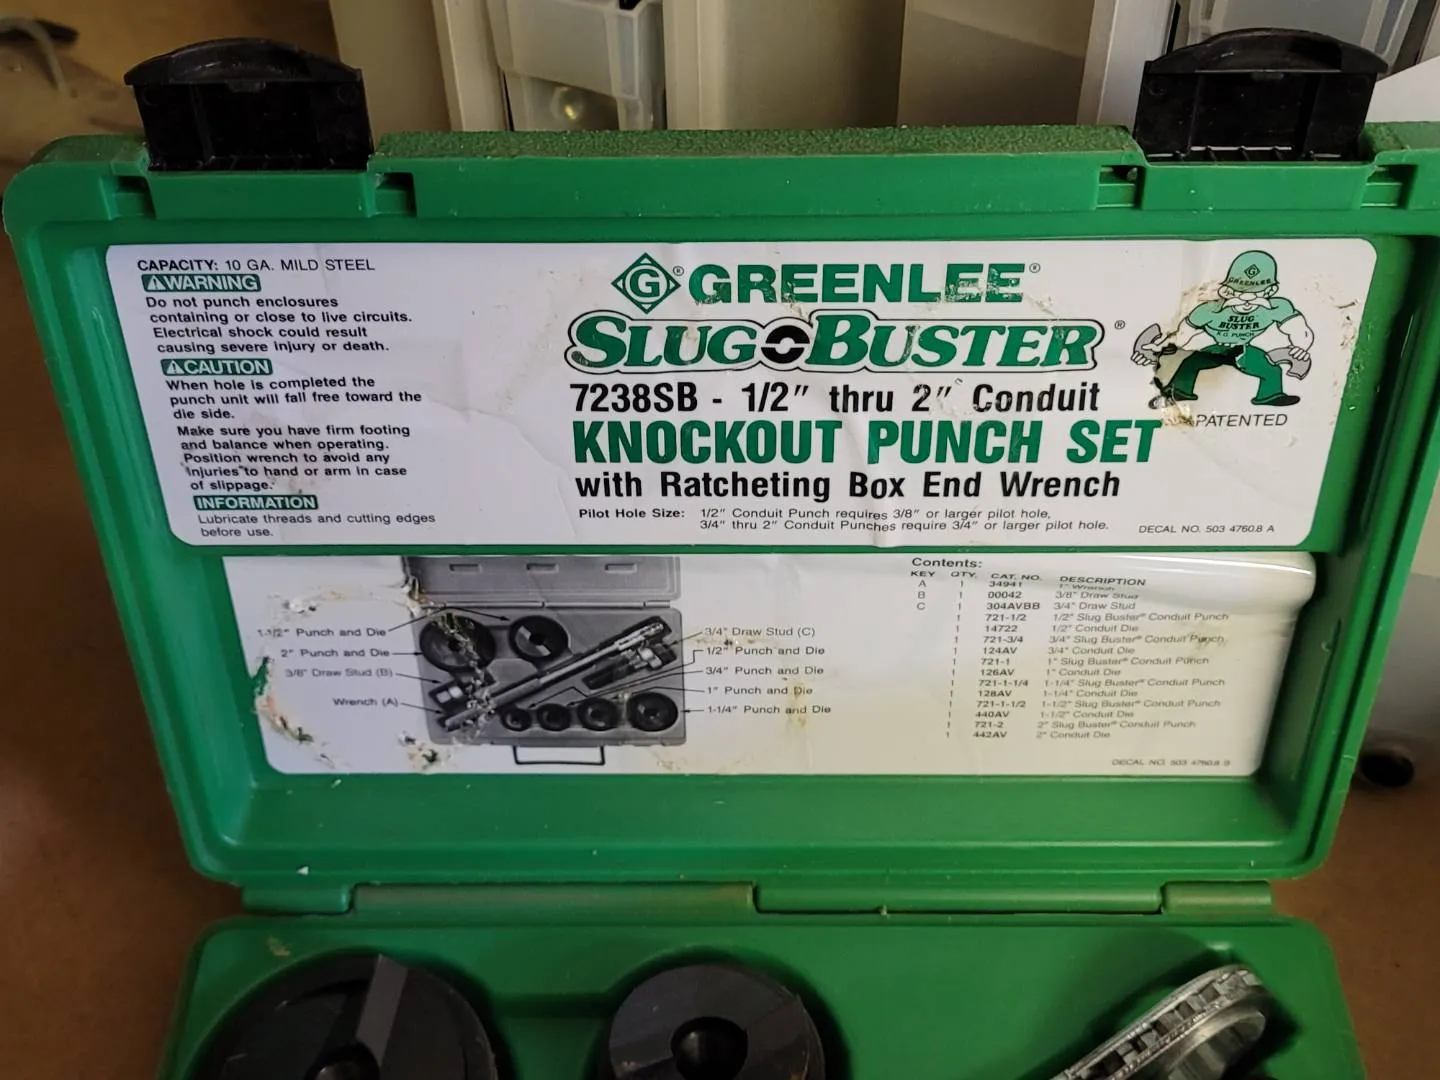 CAPACITY: 10 GA. MILD STEEL
WARNING
Do not punch enclosures
containing or close to live circuits.
Electrical shock could result
causing severe injury or death.
CAUTION
When hole is completed the
punch unit will fall free toward the
die side.
Make sure you have firm footing
and balance when operating.
Position wrench to avoid any
injuries to hand or arm in case
of slippage.
INFORMATION
Lubricate threads and cutting edges
before use.
G® GREENLEE®
SLUG BUSTER®
7238SB - 1/2" thru 2" Conduit
KNOCKOUT PUNCH SET
with Ratcheting Box End Wrench
Pilot Hole Size: 1/2" Conduit Punch requires 3/8" or larger pilot hole,
3/4" thru 2" Conduit Punches require 3/4" or larger pilot hole.
GREENLEE
SLUG
BUSTER
K.O. PUNCH
PATENTED
DECAL NO. 503 4760.8 A
1-1/2" Punch and Die
2" Punch and Die
3/8" Draw Stud (B)
Wrench (A)
3/4" Draw Stud (C)
1/2" Punch and Die
3/4" Punch and Die
1" Punch and Die
1-1/4" Punch and Die
Contents:
KEY QTY. CAT. NO. DESCRIPTION
A 1 34941 1" Wrench
B 1 00042 3/8" Draw Stud
C 1 304AVBB 3/4" Draw Stud
1 721-1/2 1/2" Slug Buster® Conduit Punch
1 14722 1/2" Conduit Die
1 721-3/4 3/4" Slug Buster® Conduit Punch
1 124AV 3/4" Conduit Die
1 721-1 1" Slug Buster® Conduit Punch
1 126AV 1" Conduit Die
1 721-1-1/4 1-1/4" Slug Buster® Conduit Punch
1 128AV 1-1/4" Conduit Die
1 721-1-1/2 1-1/2" Slug Buster® Conduit Punch
1 440AV 1-1/2" Conduit Die
1 721-2 2" Slug Buster® Conduit Punch
1 442AV 2" Conduit Die
DECAL NO. 503 4760.8 B